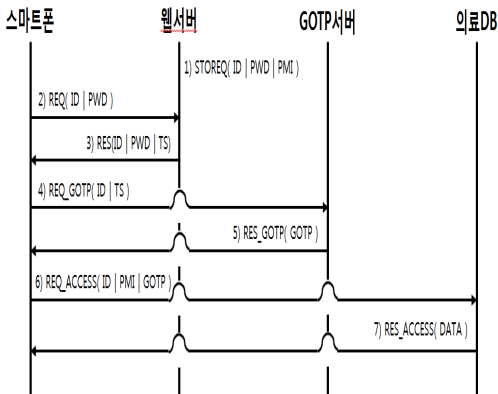 스마트폰 웹서버 GOTP서버 의료DB
1) STOREQ( ID | PWD | PMI )
2) REQ( ID | PWD )
3) RES(ID | PWD | TS)
4) REQ_GOTP( ID | TS )
5) RES_GOTP( GOTP )
6) REQ_ACCESS( ID | PMI | GOTP )
7) RES_ACCESS( DATA )